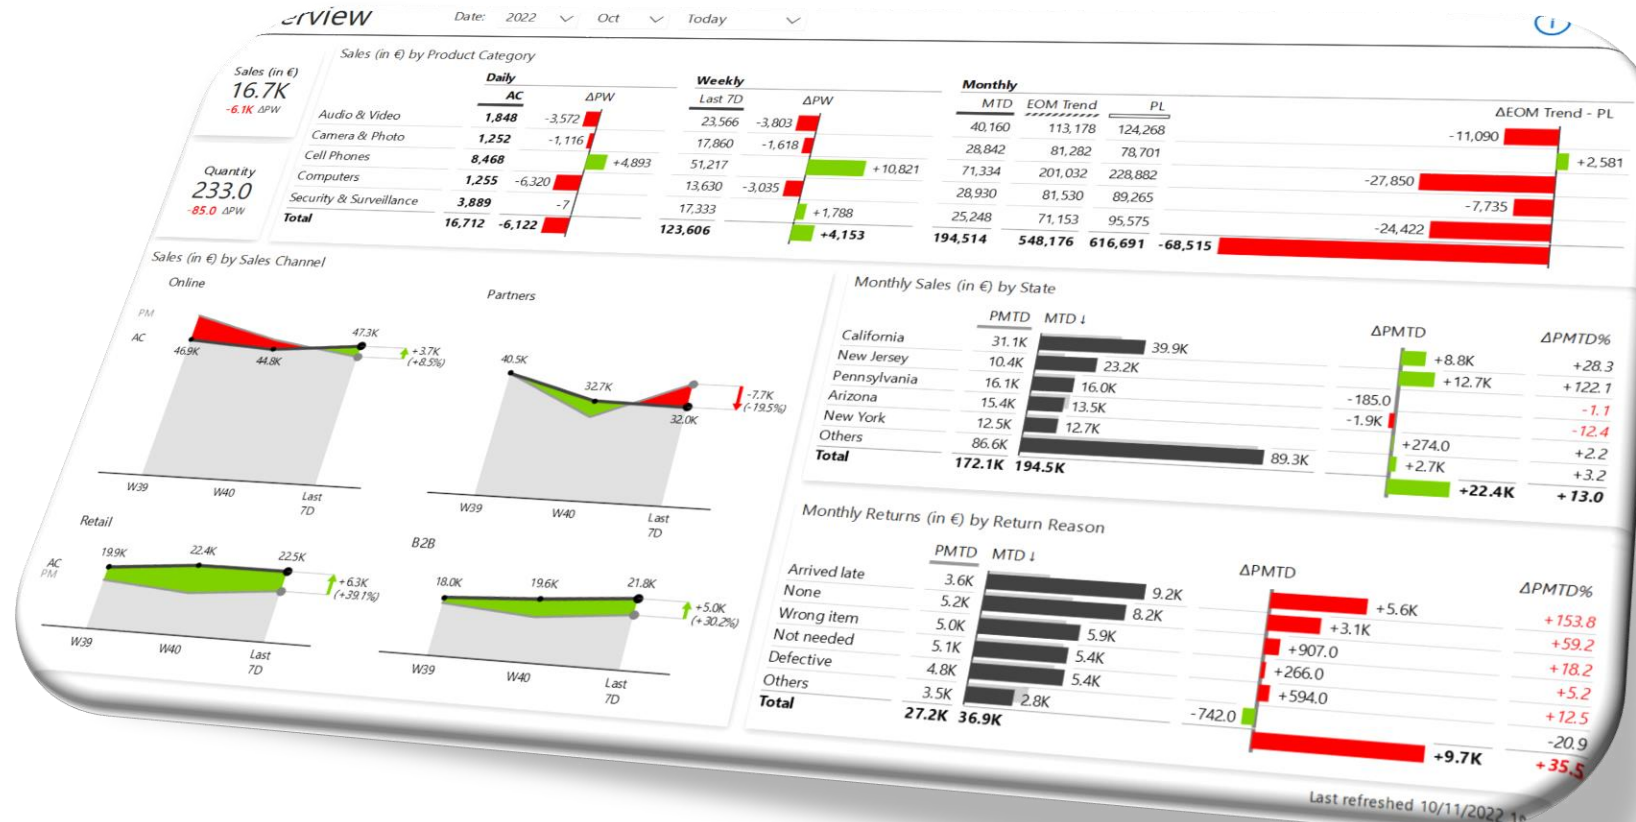 erview
Date: 2022 Oct Today
i
Sales (in €)
16.7K
-6.1K ΔPW
Quantity
233.0
-85.0 ΔPW
Sales (in €) by Product Category
Daily Weekly Monthly
AC ΔPW Last 7D ΔPW MTD EOM Trend PL ΔEOM Trend - PL
Audio & Video 1,848 -3,572 23,566 -3,803 40,160 113,178 124,268 -11,090
Camera & Photo 1,252 -1,116 17,860 -1,618 28,842 81,282 78,701 +2,581
Cell Phones 8,468 +4,893 51,217 +10,821 71,334 201,032 228,882 -27,850
Computers 1,255 -6,320 13,630 -3,035 28,930 81,530 89,265 -7,735
Security & Surveillance 3,889 -7 17,333 +1,788 25,248 71,153 95,575 -24,422
Total 16,712 -6,122 123,606 +4,153 194,514 548,176 616,691 -68,515
Sales (in €) by Sales Channel
Online
PM
AC
46.9K 44.8K 47.3K
+3.7K
(+8.5%)
W39 W40 Last
7D
Partners
40.5K 32.7K 32.0K
-7.7K
(-19.5%)
W39 W40 Last
7D
Retail
AC
PM
19.9K 22.4K 22.5K
+6.3K
(+39.1%)
W39 W40 Last
7D
B2B
18.0K 19.6K 21.8K
+5.0K
(+30.2%)
W39 W40 Last
7D
Monthly Sales (in €) by State
PMTD MTD ↓ ΔPMTD ΔPMTD%
California 31.1K 39.9K +8.8K +28.3
New Jersey 10.4K 23.2K +12.7K +122.1
Pennsylvania 16.1K 16.0K -185.0 -1.1
Arizona 15.4K 13.5K -1.9K -12.4
New York 12.5K 12.7K +274.0 +2.2
Others 86.6K 89.3K +2.7K +3.2
Total 172.1K 194.5K +22.4K +13.0
Monthly Returns (in €) by Return Reason
PMTD MTD ↓ ΔPMTD ΔPMTD%
Arrived late 3.6K 9.2K +5.6K +153.8
None 5.2K 8.2K +3.1K +59.2
Wrong item 5.0K 5.9K +907.0 +18.2
Not needed 5.1K 5.4K +266.0 +5.2
Defective 4.8K 5.4K +594.0 +12.5
Others 3.5K 2.8K -742.0 -20.9
Total 27.2K 36.9K +9.7K +35.5
Last refreshed 10/11/2022